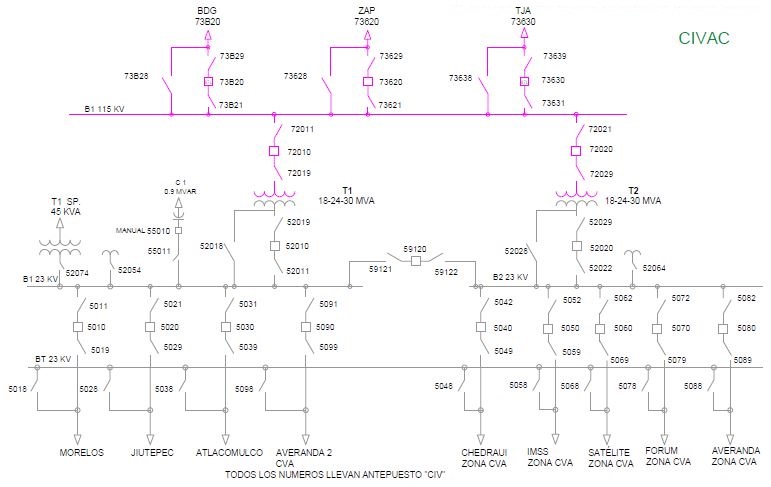 BDG
73B20
ZAP
73620
TJA
73630
CIVAC
73B29
73B28
73B20
73B21
73629
73628
73620
73621
73639
73638
73630
73631
B1 115 KV
72011
72010
72019
72021
72020
72029
T1
18-24-30 MVA
T2
18-24-30 MVA
T1 SP.
45 KVA
C 1
0.9 MVAR
MANUAL 55010
55011
52018
52019
52010
52011
52074
52054
59120
59121
59122
52028
52029
52020
52022
52064
B1 23 KV
B2 23 KV
5011
5010
5019
5021
5020
5029
5031
5030
5039
5091
5090
5099
5042
5040
5049
5052
5050
5059
5062
5060
5069
5072
5070
5079
5082
5080
5089
BT 23 KV
5018
5028
5038
5098
5048
5058
5068
5078
5088
MORELOS
JIUTEPEC
ATLACOMULCO
AVERANDA 2
CVA
CHEDRAUI
ZONA CVA
IMSS
ZONA CVA
SATÉLITE
ZONA CVA
FORUM
ZONA CVA
AVERANDA
ZONA CVA
TODOS LOS NUMEROS LLEVAN ANTEPUESTO "CIV"